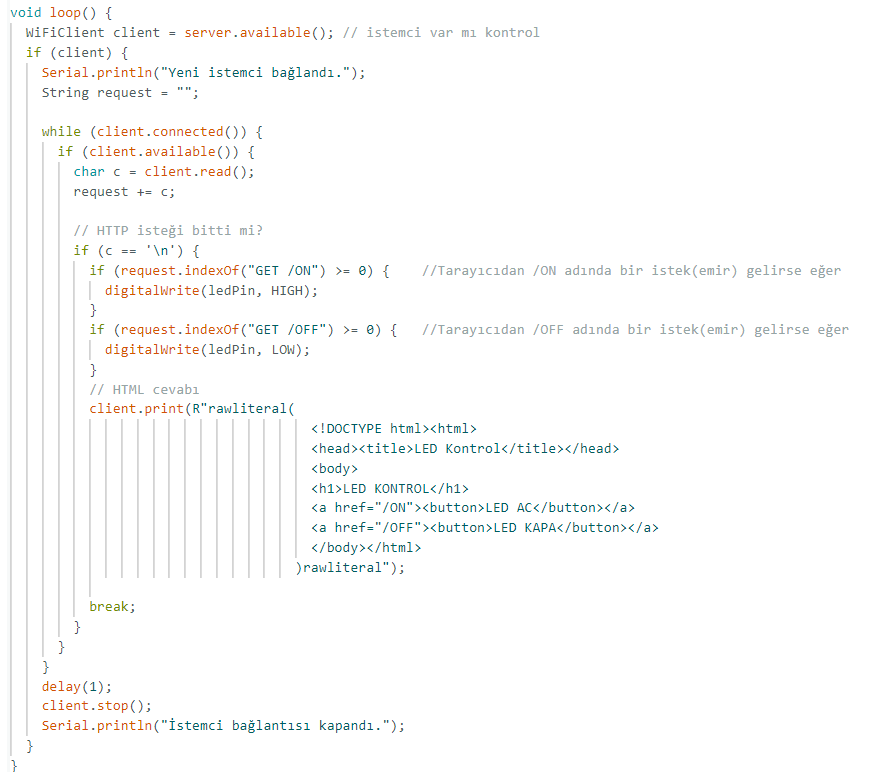 void loop() {
WiFiClient client = server.available(); // istemci var mı kontrol
if (client) {
Serial.println("Yeni istemci bağlandı.");
String request = "";
while (client.connected()) {
if (client.available()) {
char c = client.read();
request += c;
// HTTP isteği bitti mi?
if (c == '\n') {
if (request.indexOf("GET /ON") >= 0) { //Tarayıcıdan /ON adında bir istek(emir) gelirse eğer
digitalWrite(ledPin, HIGH);
}
if (request.indexOf("GET /OFF") >= 0) { //Tarayıcıdan /OFF adında bir istek(emir) gelirse eğer
digitalWrite(ledPin, LOW);
}
// HTML cevabı
client.print(R"rawliteral(
<!DOCTYPE html><html>
<head><title>LED Kontrol</title></head>
<body>
<h1>LED KONTROL</h1>
<a href="/ON"><button>LED AC</button></a>
<a href="/OFF"><button>LED KAPA</button></a>
</body></html>
)rawliteral");
break;
}
}
}
delay(1);
client.stop();
Serial.println("İstemci bağlantısı kapandı.");
}
}